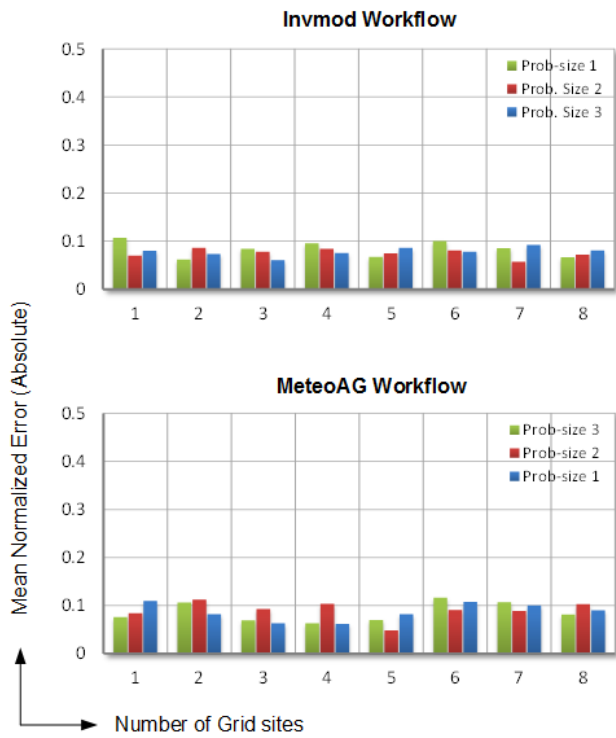 Invmod Workflow
0.5
0.4
0.3
0.2
0.1
0
Prob-size 1
Prob. Size 2
Prob. Size 3
1 2 3 4 5 6 7 8
MeteoAG Workflow
0.5
0.4
0.3
0.2
0.1
0
Prob-size 3
Prob-size 2
Prob-size 1
1 2 3 4 5 6 7 8
Mean Normalized Error (Absolute)
Number of Grid sites